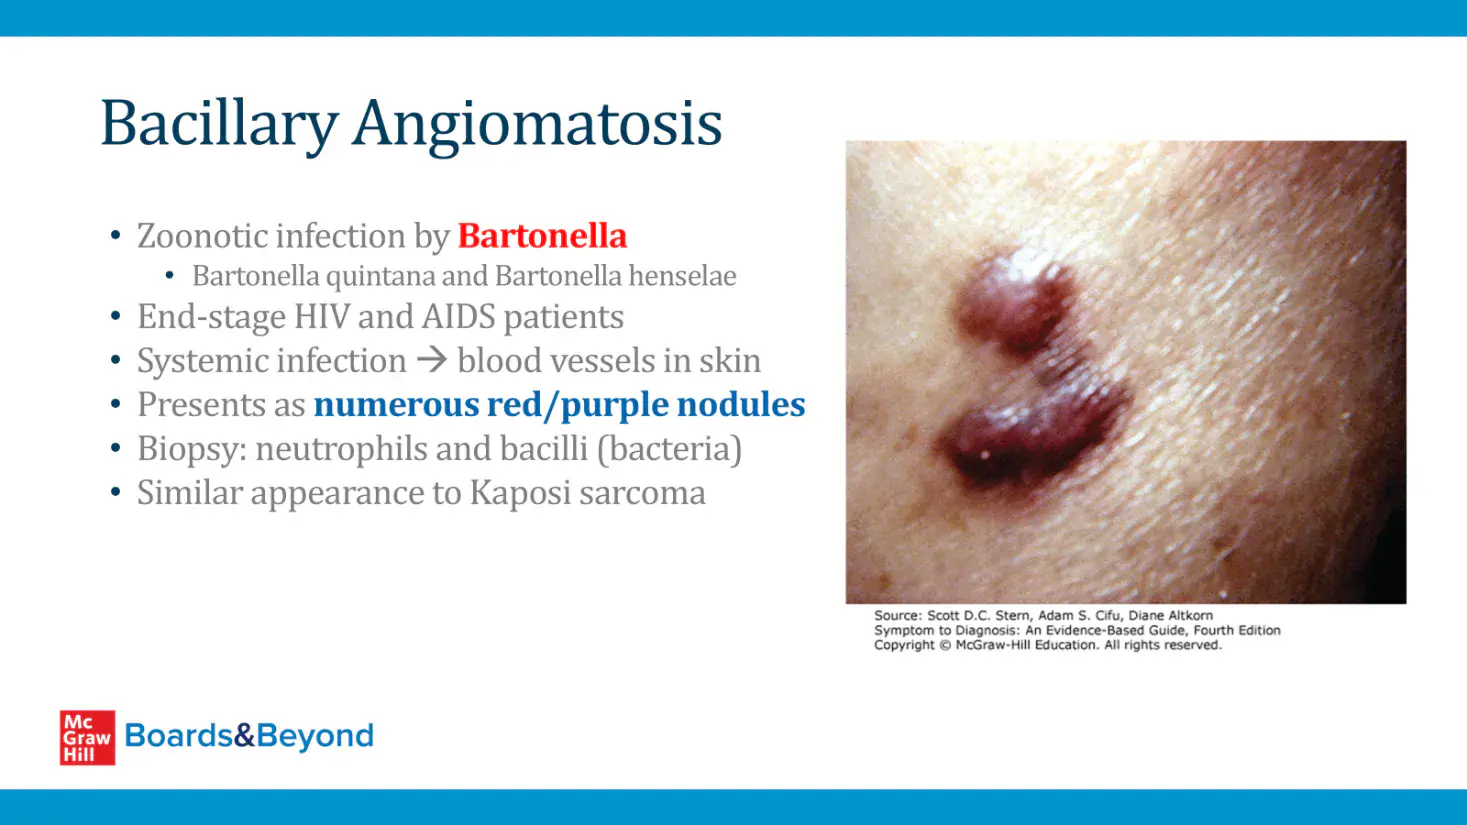 Bacillary Angiomatosis
• Zoonotic infection by Bartonella
• Bartonella quintana and Bartonella henselae
• End-stage HIV and AIDS patients
• Systemic infection → blood vessels in skin
• Presents as numerous red/purple nodules
• Biopsy: neutrophils and bacilli (bacteria)
• Similar appearance to Kaposi sarcoma
Source: Scott D.C. Stern, Adam S. Cifu, Diane Altkorn
Symptom to Diagnosis: An Evidence-Based Guide, Fourth Edition
Copyright © McGraw-Hill Education. All rights reserved.
Mc
Graw
Hill
Boards&Beyond